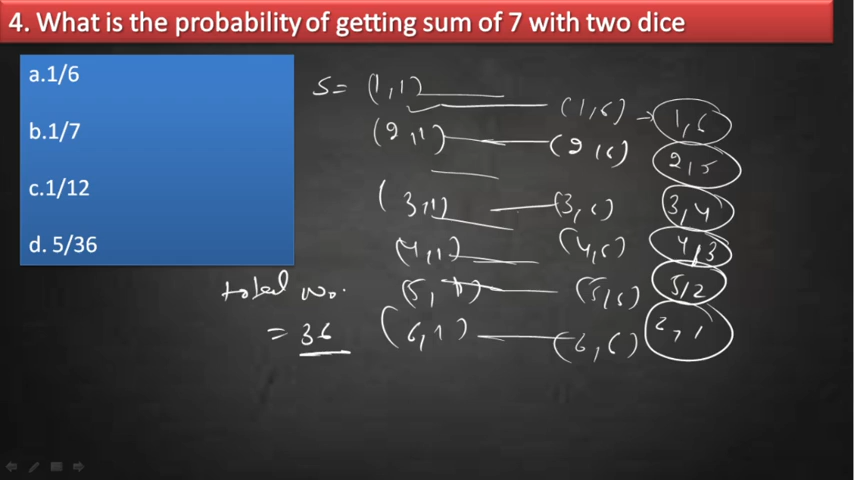 4. What is the probability of getting sum of 7 with two dice
a.1/6
b.1/7
c.1/12
d. 5/36
S= (1,1) (1,6) 1,6
(2,1) (2,6) 2,5
(3,1) (3,6) 3,4
(4,1) (4,6) 4,3
total no. (5,1) (5,6) 5,2
= 36 (6,1) (6,6)